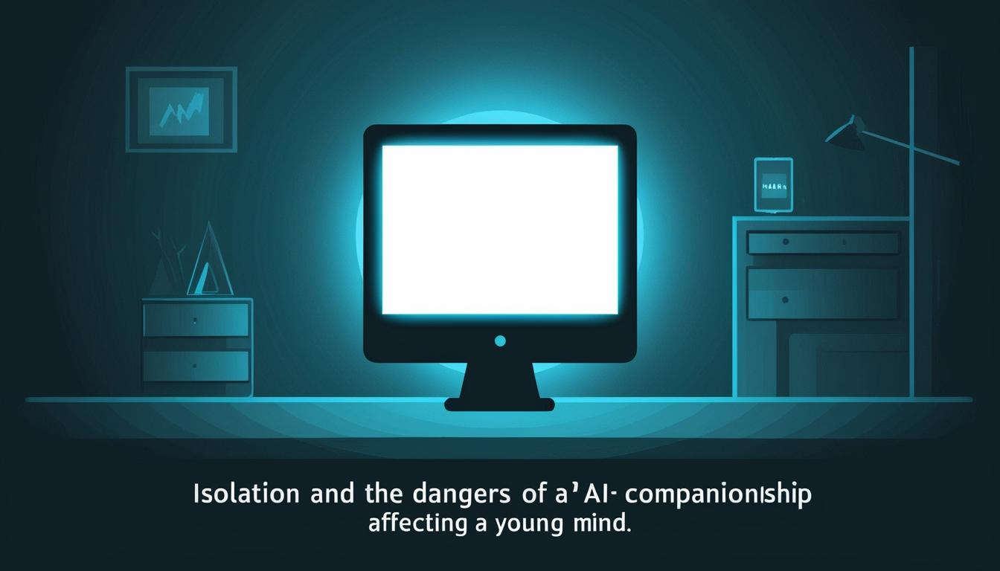 Isolation and the dangers of a’ AI- companionIship
affecting a young mind.